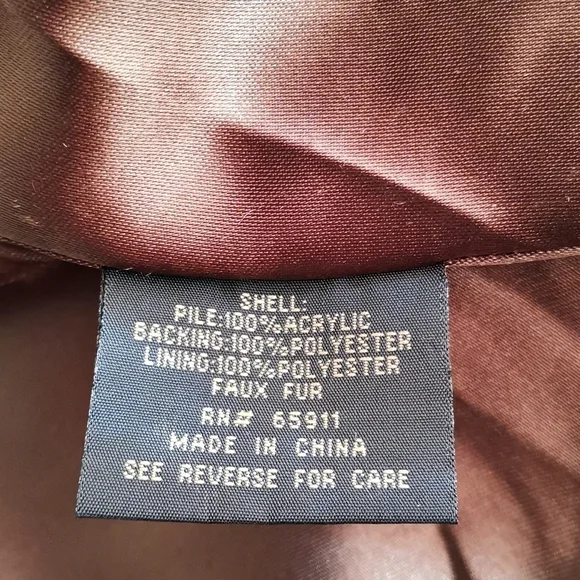 SHELL:
PILE:100%ACRYLIC
BACKING:100%POLYESTER
LINING:100%POLYESTER
FAUX FUR
RN# 65911
MADE IN CHINA
SEE REVERSE FOR CARE